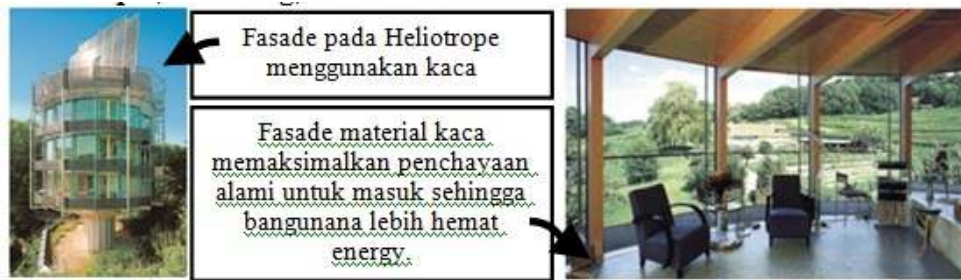 Fasade pada Heliotrope
menggunakan kaca
Fasade material kaca
memaksimalkan penchayaan
alami untuk masuk sehingga
bangunana lebih hemat
energy.